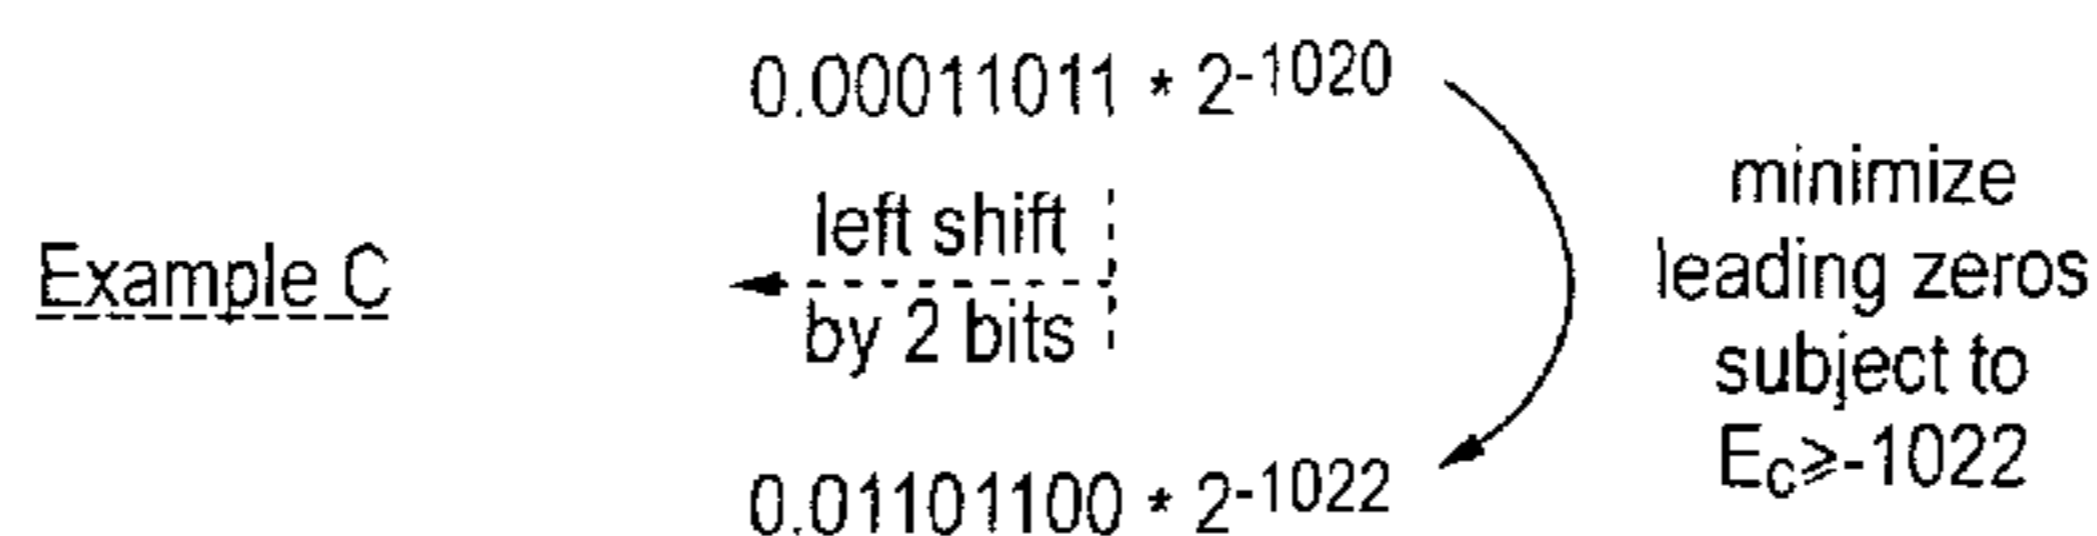 0.00011011 * 2-1020
Example C
left shift
by 2 bits
minimize
leading zeros
subject to
EC⩾-1022
0.01101100 * 2-1022